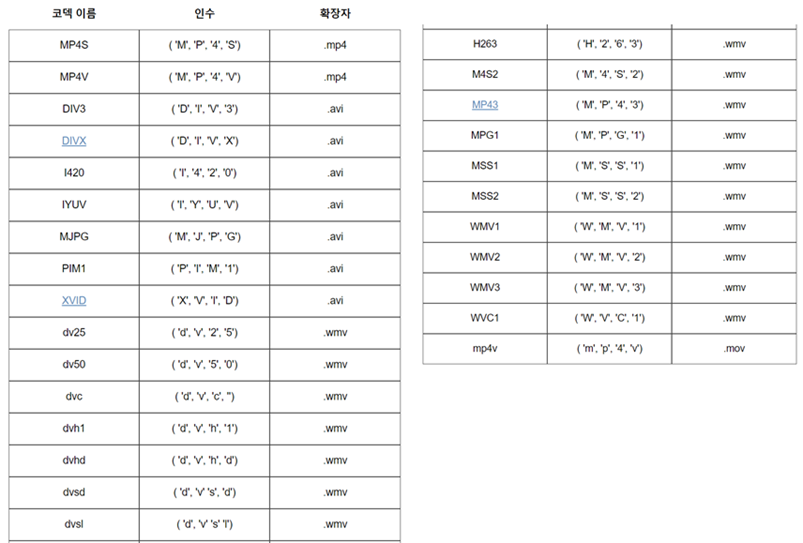 코덱 이름 인수 확장자
MP4S ( 'M', 'P', '4', 'S') .mp4
MP4V ( 'M', 'P', '4', 'V') .mp4
DIV3 ( 'D', 'I', 'V', '3') .avi
DIVX ( 'D', 'I', 'V', 'X') .avi
I420 ( 'I', '4', '2', '0') .avi
IYUV ( 'I', 'Y', 'U', 'V') .avi
MJPG ( 'M', 'J', 'P', 'G') .avi
PIM1 ( 'P', 'I', 'M', '1') .avi
XVID ( 'X', 'V', 'I', 'D') .avi
dv25 ( 'd', 'v', '2', '5') .wmv
dv50 ( 'd', 'v', '5', '0') .wmv
dvc ( 'd', 'v', 'c', '') .wmv
dvh1 ( 'd', 'v', 'h', '1') .wmv
dvhd ( 'd', 'v', 'h', 'd') .wmv
dvsd ( 'd', 'v' 's', 'd') .wmv
dvsl ( 'd', 'v' 's' 'l') .wmv
H263 ( 'H', '2', '6', '3') .wmv
M4S2 ( 'M', '4', 'S', '2') .wmv
MP43 ( 'M', 'P', '4', '3') .wmv
MPG1 ( 'M', 'P', 'G', '1') .wmv
MSS1 ( 'M', 'S', 'S', '1') .wmv
MSS2 ( 'M', 'S', 'S', '2') .wmv
WMV1 ( 'W', 'M', 'V', '1') .wmv
WMV2 ( 'W', 'M', 'V', '2') .wmv
WMV3 ( 'W', 'M', 'V', '3') .wmv
WVC1 ( 'W', 'V', 'C', '1') .wmv
mp4v ( 'm', 'p', '4', 'v') .mov